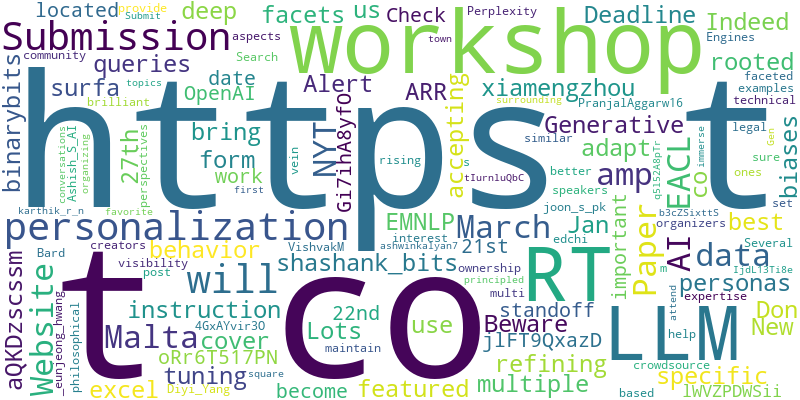 located
provide
Submit
community
aspects
deep
facets
us
Check
Perplexity
town
Deadline
Indeed
Engines
Submission
workshop
queries
rooted
faceted
examples
technical
binarybits
surfa
date
OpenAI
Search
topics
brilliant
Alert
ARR
xiamengzhou
surrounding
PranjalAggarw16
https
t
co
NYT
Gi7ihA8yfO
accepting
Generative
biases
conversations
organizing
Ashish_S_AI
27th
perspectives
bring
form
work
vein
rising
similar
adapt
amp
EACL
co
legal
Gen
sure
ones
immerse
q5152A8pTr
tIurn1uQbC
s
first
better
speakers
set
karthik_r_n
favorite
personalization
EMNLP
March
Jan
joon_s_pk
important
Paper
best
b3cZSixttS
organizers
Several
aQKDzscssm
Website
creators
Bard
behavior
visibility
post
will
VishvakM
ashwinkalyan7
interest
21st
edchi
shashank_bits
ownership
principled
RT
AI
data
personas
IjdLT3Ti8e
_eunjeong_hwang
philosophical
Malta
instruction
4GxAYvir3O
cover
22nd
Lots
use
multi
standoff
Beware
jlFT9QxazD
LLM
m
expertise
attend
help
Don
New
excel
tuning
oRr6T517PN
maintain
square
Diyi_Yang
become
featured
refining
multiple
based
crowdsource
specific
lWVZPDWSii